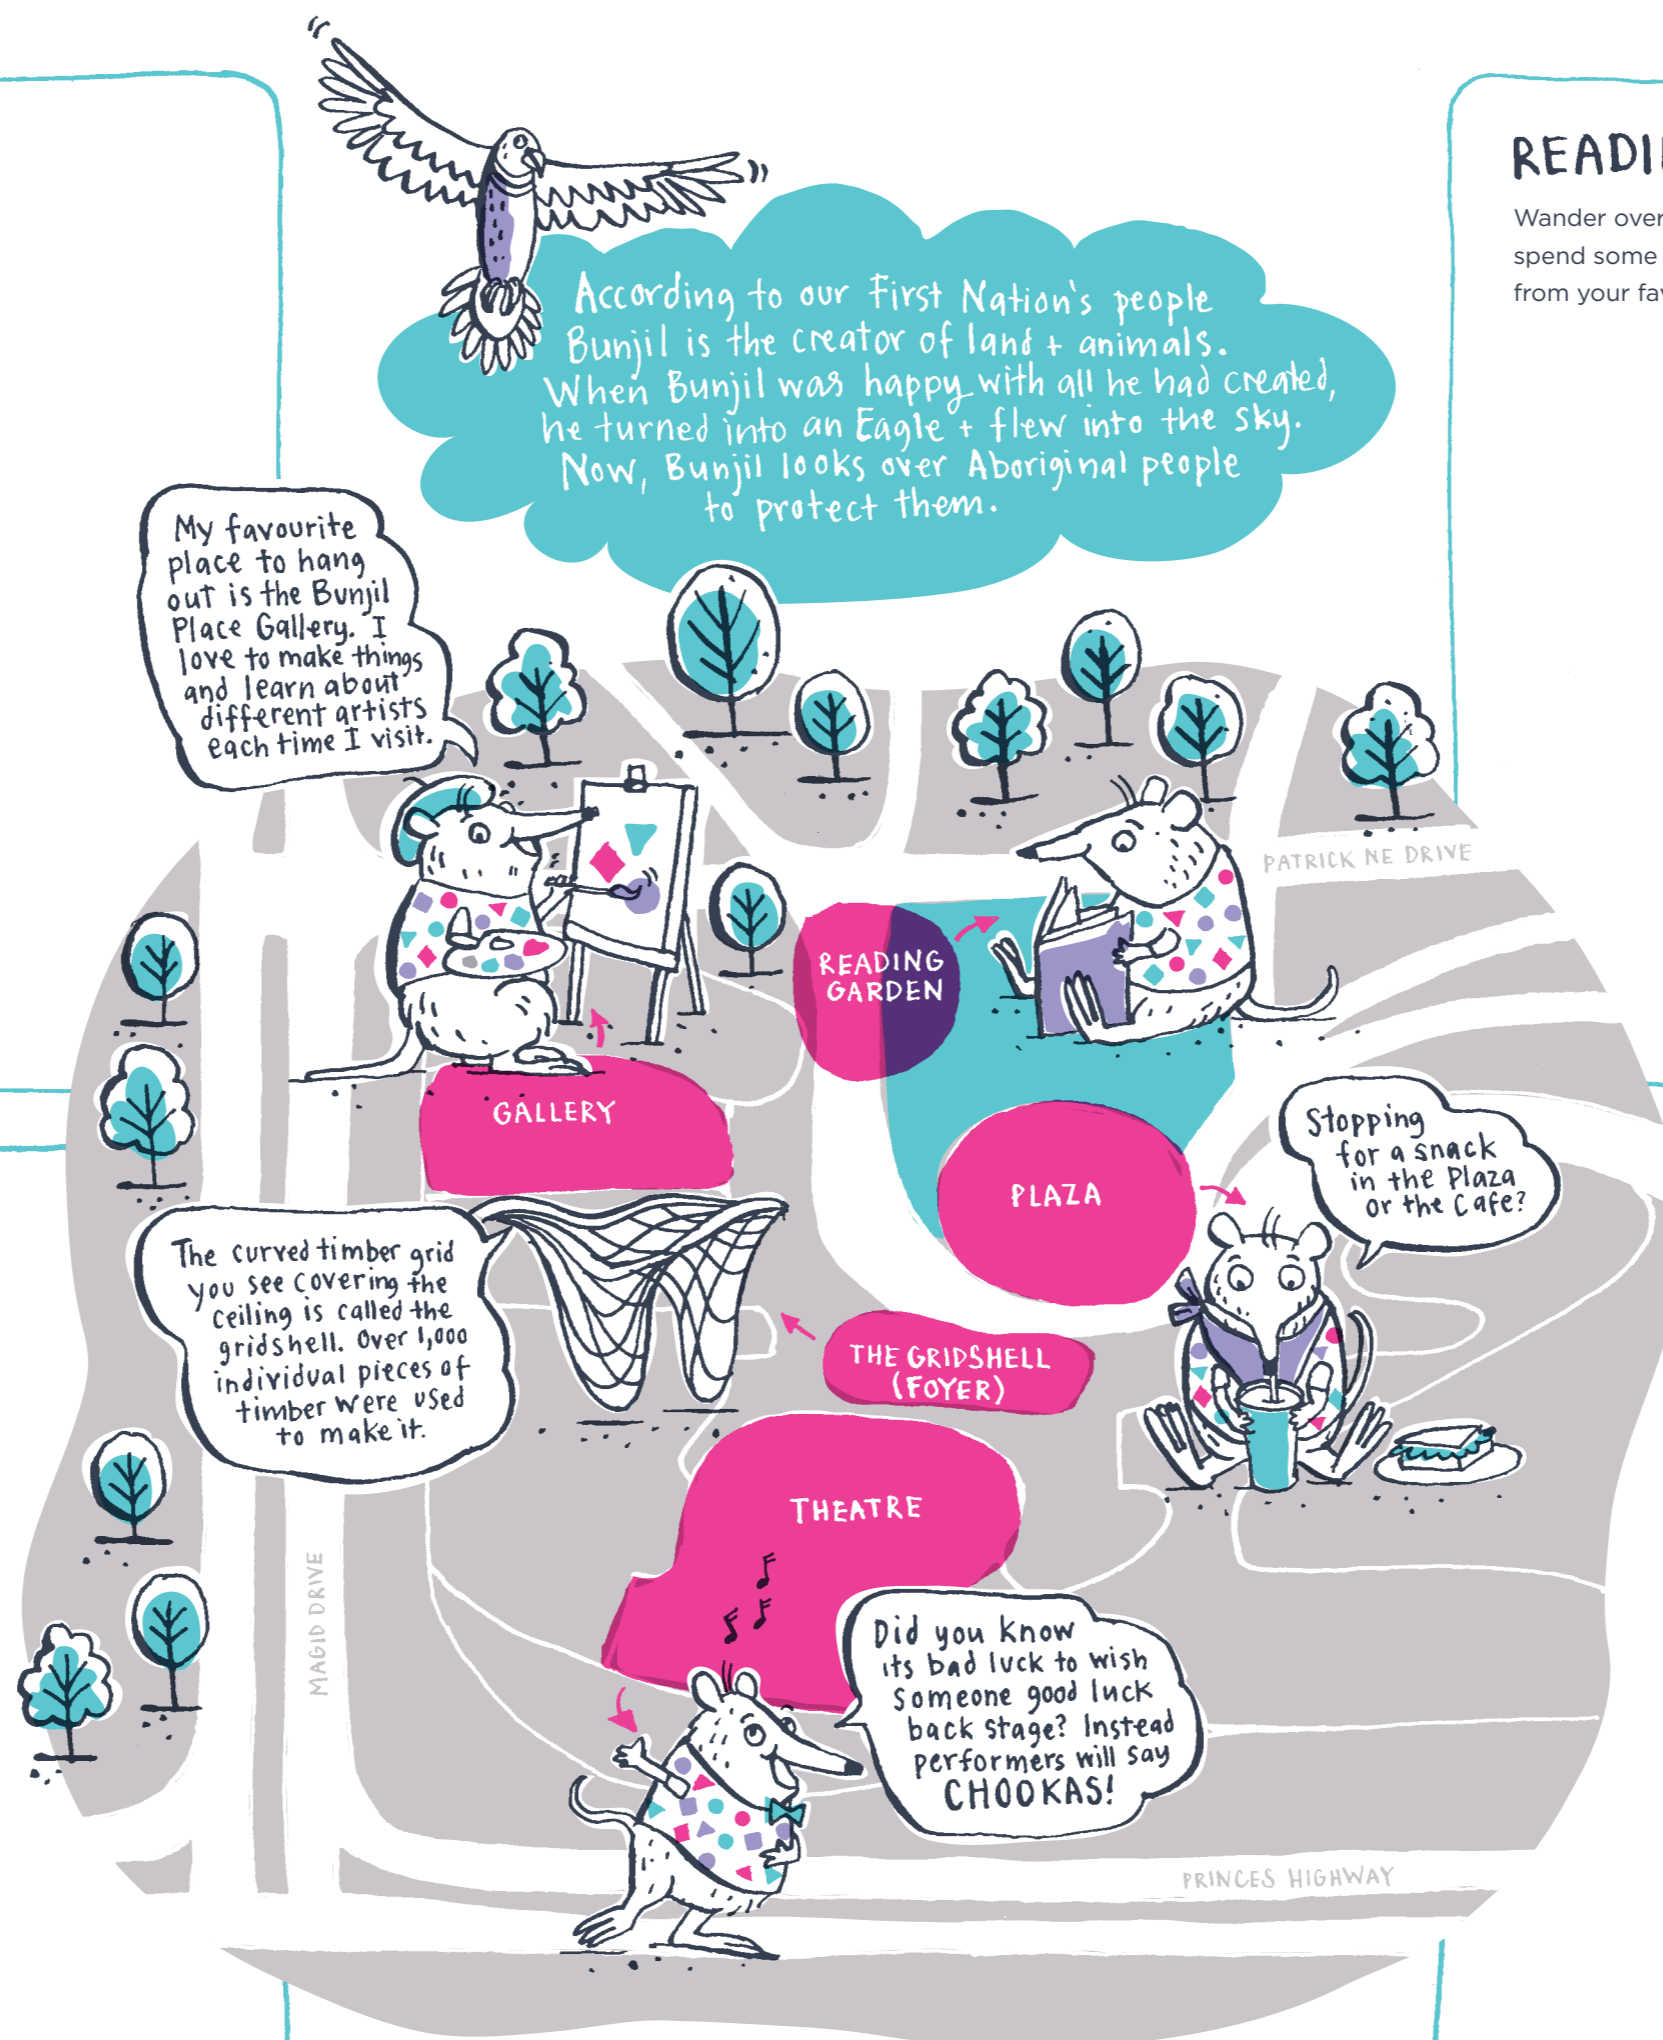 READI
Wander over
spend some
from your fav
According to our First Nation's people
Bunjil is the creator of land + animals.
When Bunjil was happy with all he had created,
he turned into an Eagle + flew into the sky.
Now, Bunjil looks over Aboriginal people
to protect them.
My favourite
place to hang
out is the Bunjil
Place Gallery. I
love to make things
and learn about
different artists
each time I visit.
PATRICK NE DRIVE
READING
GARDEN
GALLERY
PLAZA
Stopping
for a snack
in the Plaza
or the Cafe?
The curved timber grid
you see covering the
ceiling is called the
gridshell. Over 1,000
individual pieces of
timber were used
to make it.
THE GRIDSHELL
(FOYER)
THEATRE
MAGID DRIVE
Did you know
its bad luck to wish
someone good luck
back stage? Instead
performers will say
CHOOKAS!
PRINCES HIGHWAY